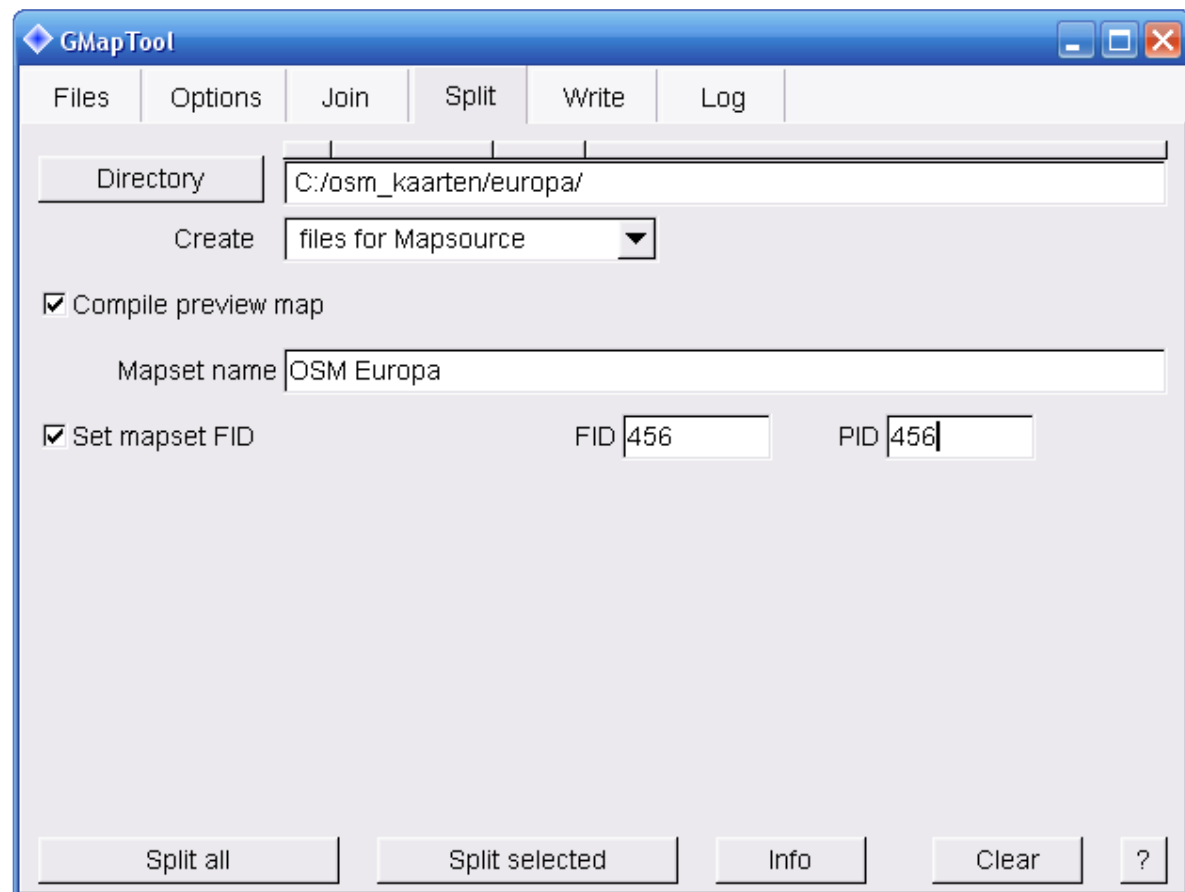 GMapTool
Files Options Join Split Write Log
Directory C:/osm_kaarten/europa/
Create files for Mapsource
Compile preview map
Mapset name OSM Europa
Set mapset FID FID 456 PID 456
Split all Split selected Info Clear ?